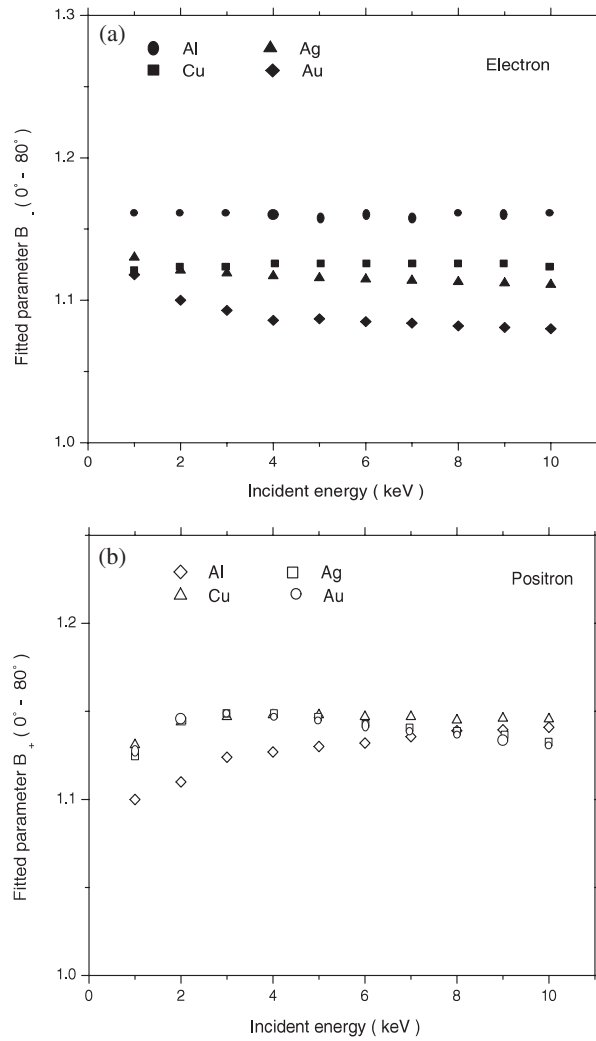 1.3
(a)
Al
Ag
Cu
Au
Electron
1.2
1.1
1.0
0
2
4
6
8
10
Incident energy ( keV )
Fitted parameter B - ( 0° - 80° )
(b)
Al
Ag
Cu
Au
Positron
1.2
1.1
1.0
0
2
4
6
8
10
Incident energy ( keV )
Fitted parameter B + ( 0° - 80° )